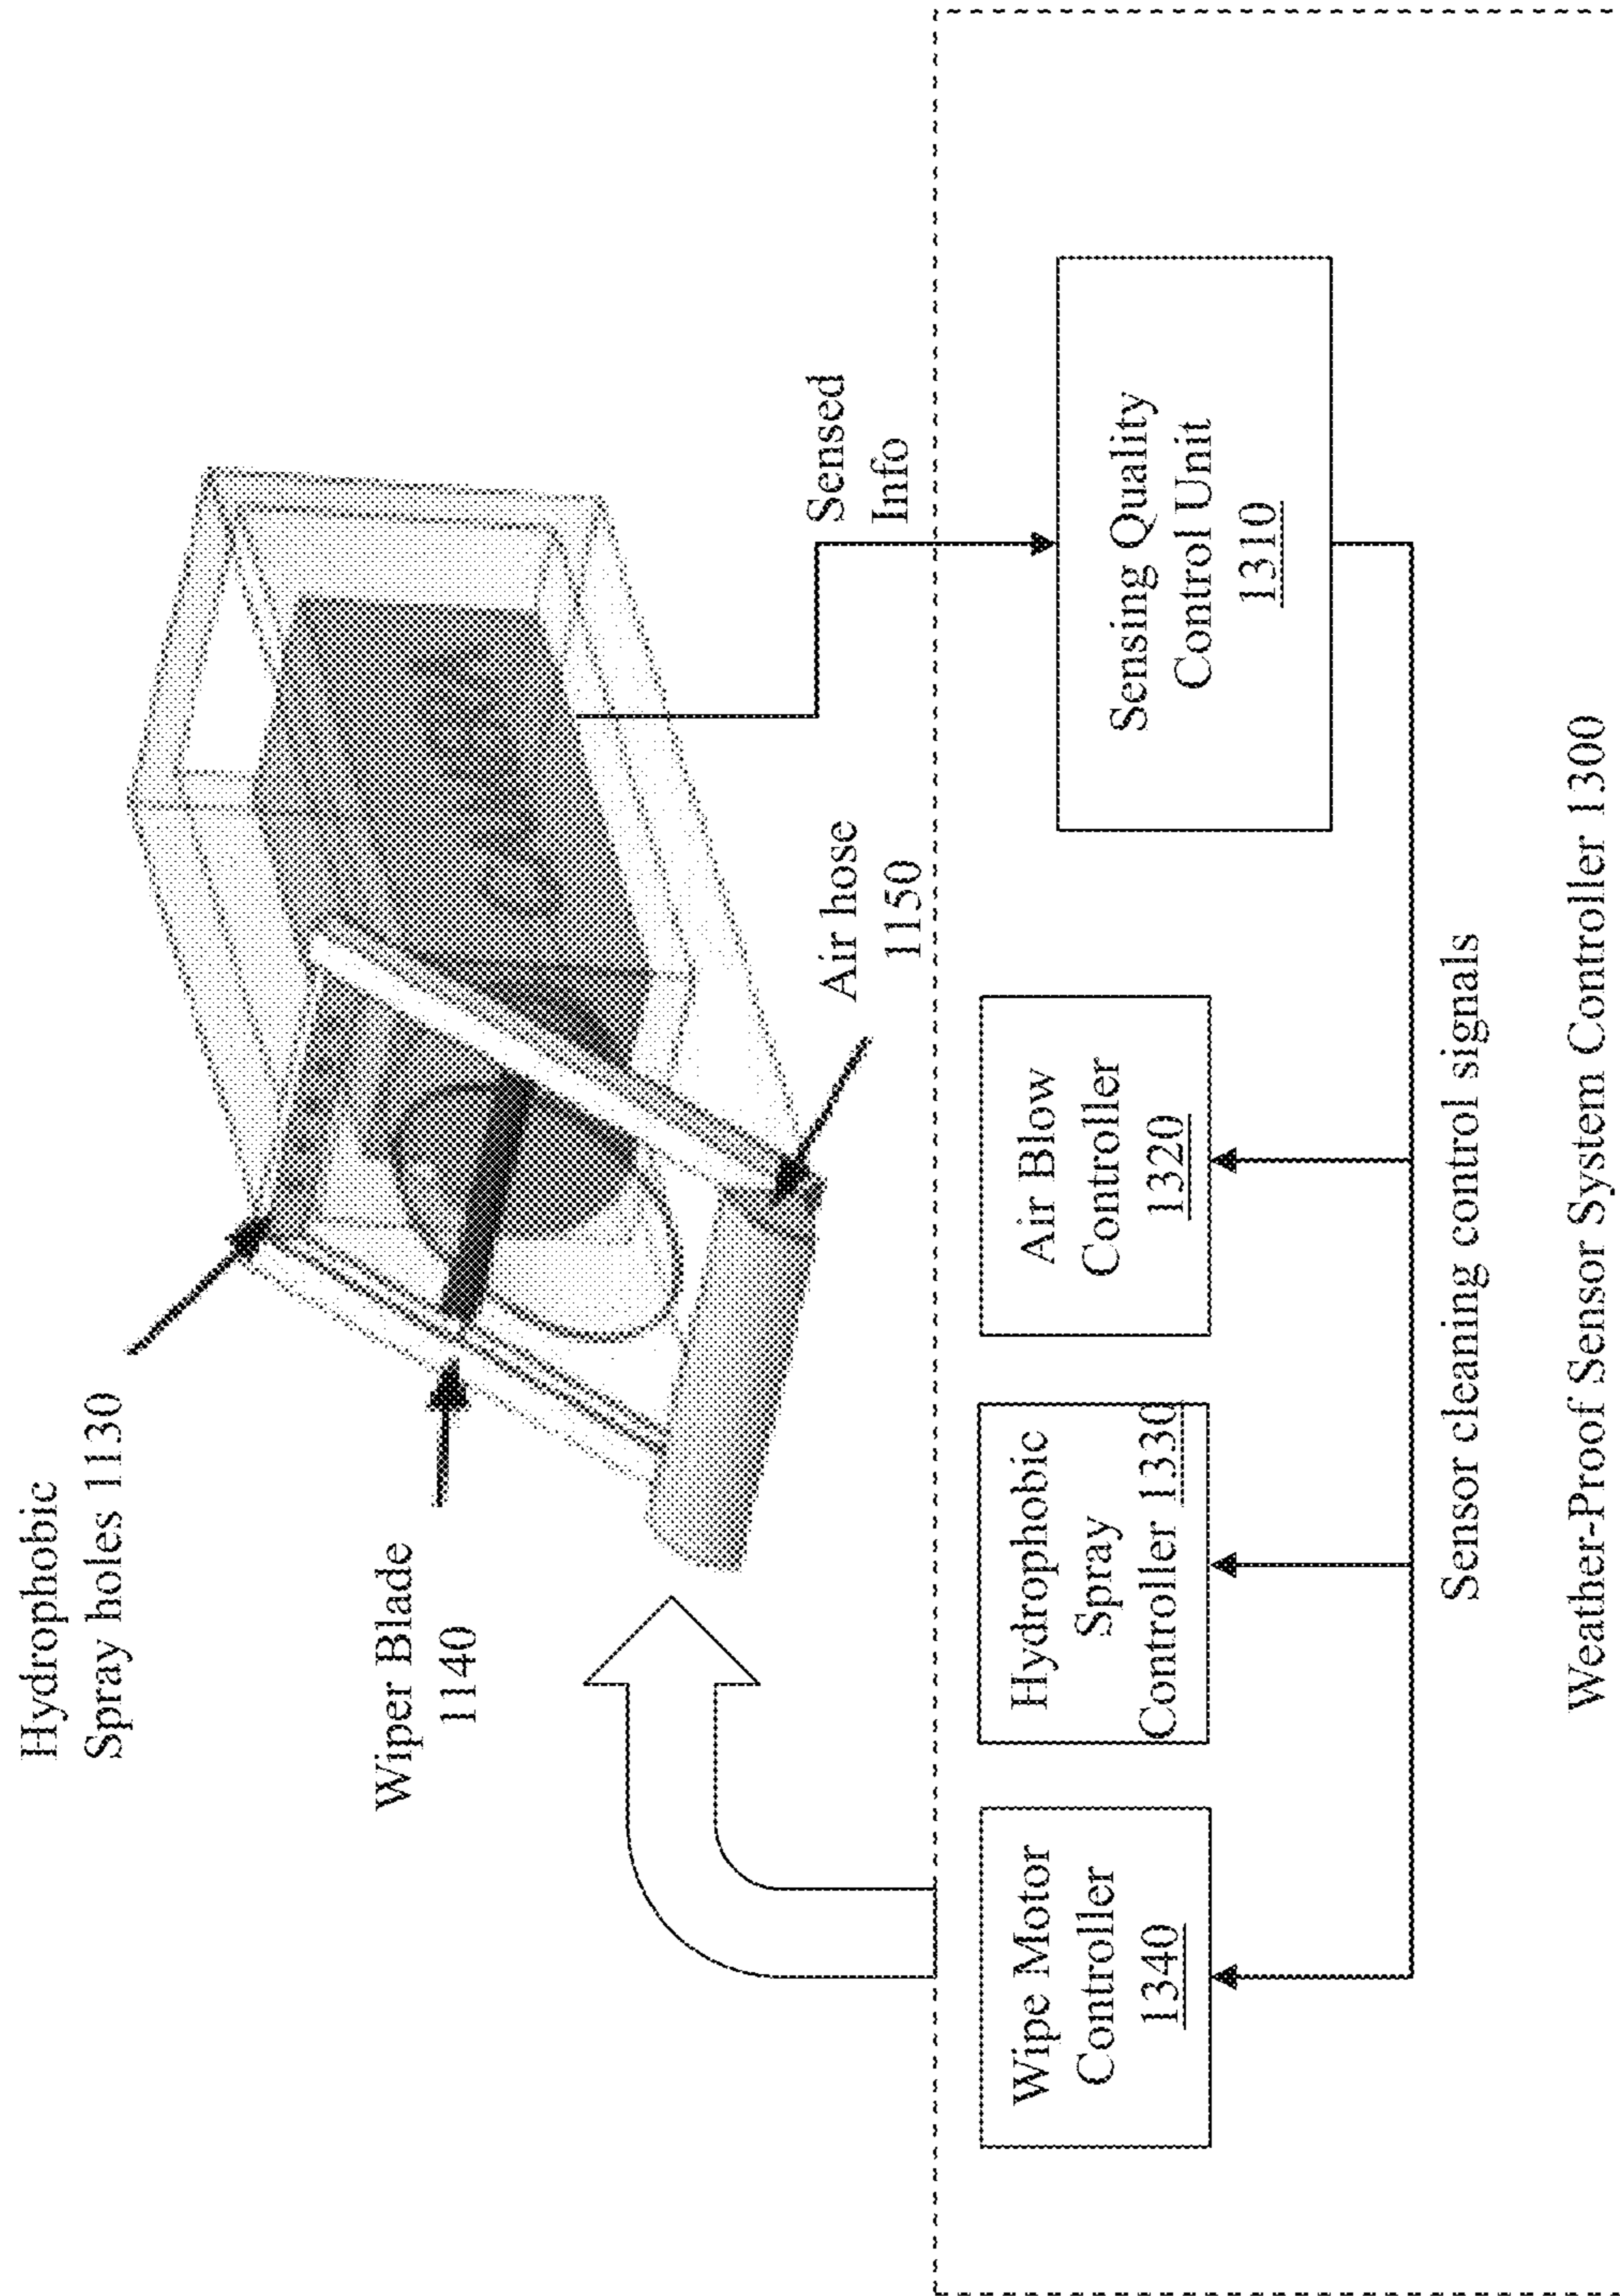 Hydrophobic
Spray holes 1130
Wiper Blade
1140
Air hose
1150
Sensed
Info
Wipe Motor
Controller
1340
Hydrophobic
Spray
Controller 1330
Air Blow
Controller
1320
Sensing Quality
Control Unit
1310
Sensor cleaning control signals
Weather-Proof Sensor System Controller 1300